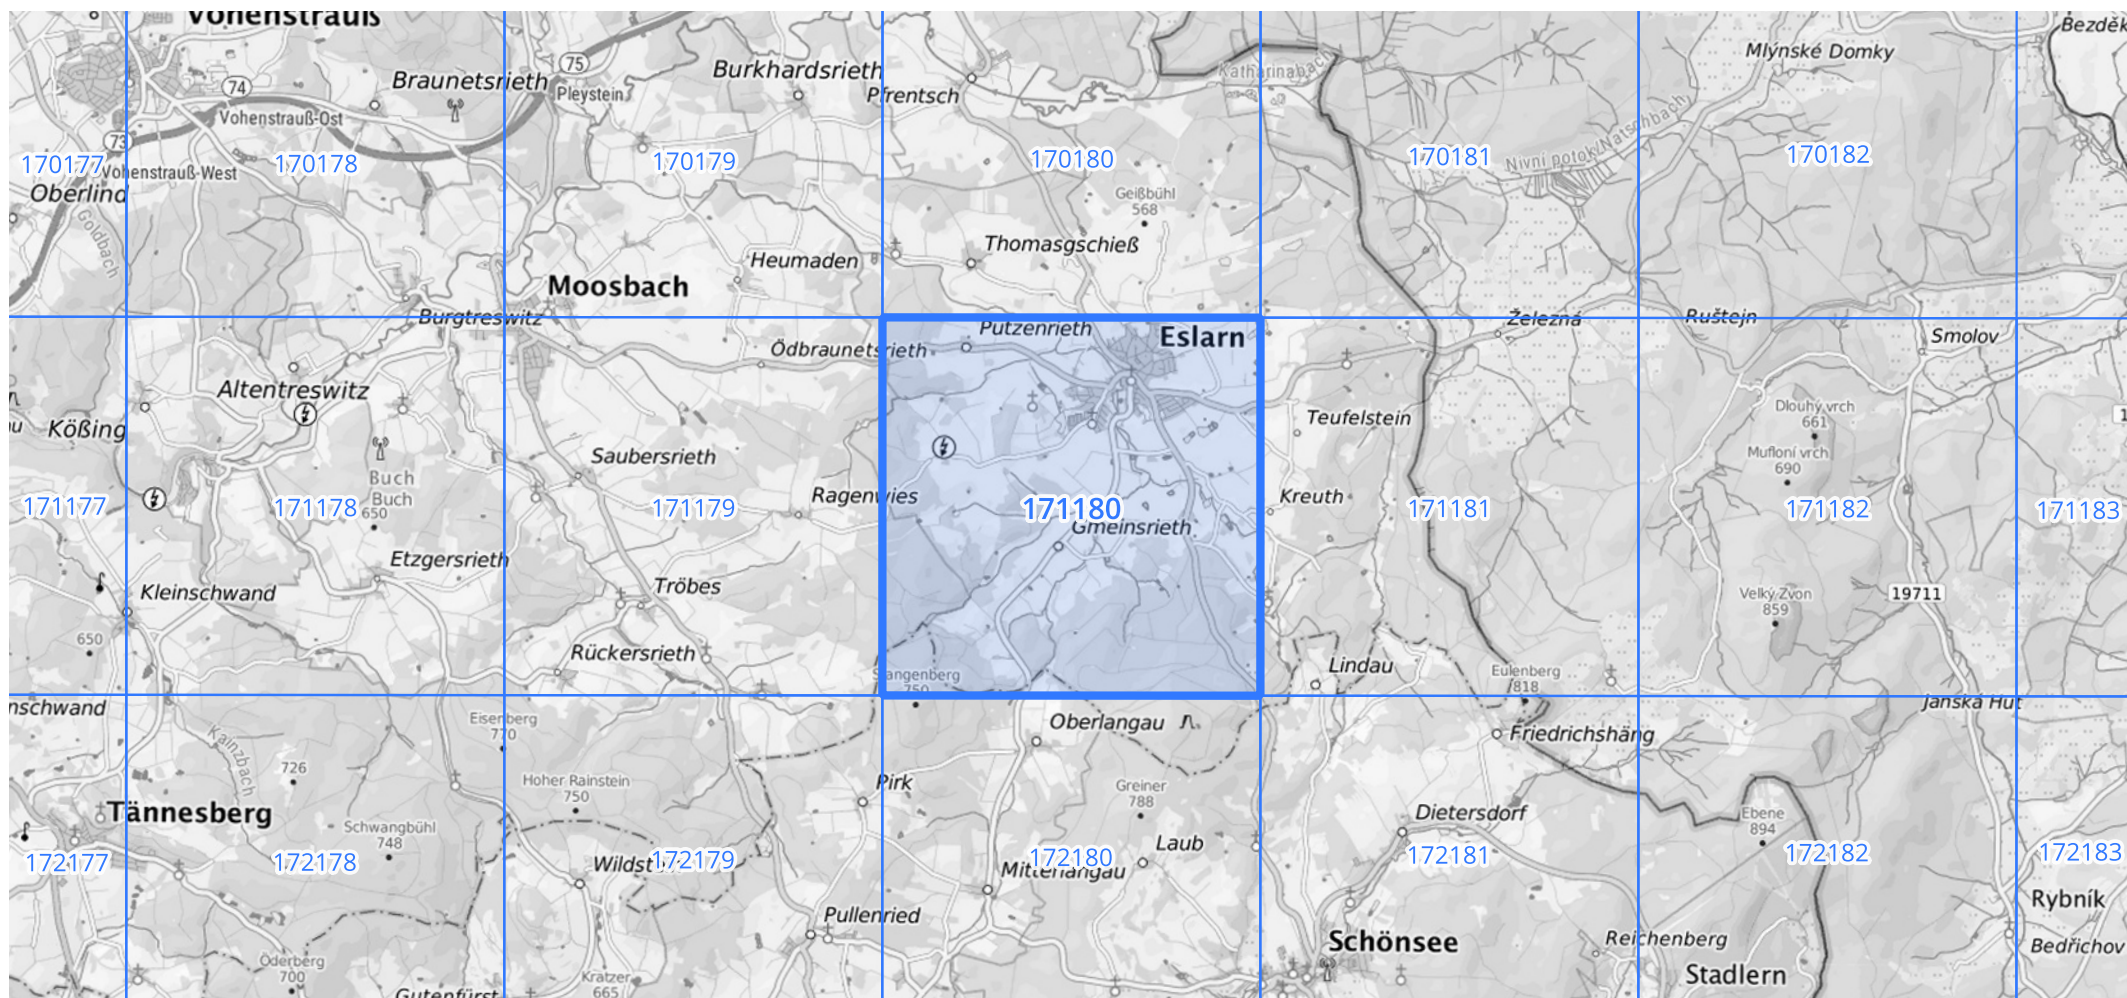 Vohenstrauß
Bezděk
74
75
Braunetsrieth
Burkhardsrieth
Pleystein
Pfrentsch
Katharinabach
Mlýnské Domky
73
Vohenstrauß-Ost
Vohenstrauß-West
170177
170178
170179
170180
170181
170182
Nivní potok/Natschbach
Oberlind
Goldbach
Geißbühl
568
Thomasgschieß
Heumaden
Moosbach
Burgtreswitz
Putzenrieth
Eslarn
Železná
Ruštejn
Smolov
Ödbraunetsrieth
Altentreswitz
Kößing
Teufelstein
Dlouhý vrch
661
Mufloní vrch
690
Saubersrieth
Buch
Buch
650
Ragenwies
Kreuth
171177
171178
171179
171180
171181
171182
171183
Gmeinsrieth
Etzgersrieth
Kleinschwand
Tröbes
Velký Zvon
859
19711
650
Rückersrieth
Lindau
Eulenberg
818
Stangenberg
750
nschwand
Eisenberg
770
Kainzbach
Oberlangau
Friedrichshäng
Janská Huť
726
Hoher Rainstein
750
Pirk
Greiner
788
Tännesberg
Schwangbühl
748
Dietersdorf
Ebene
894
Laub
172177
172178
Wildst
172179
172180
Mitterlangau
172181
172182
172183
Pullenried
Rybník
Schönsee
Reichenberg
Bedřichov
Öderberg
700
Kratzer
665
Stadlern
Gutenfürst